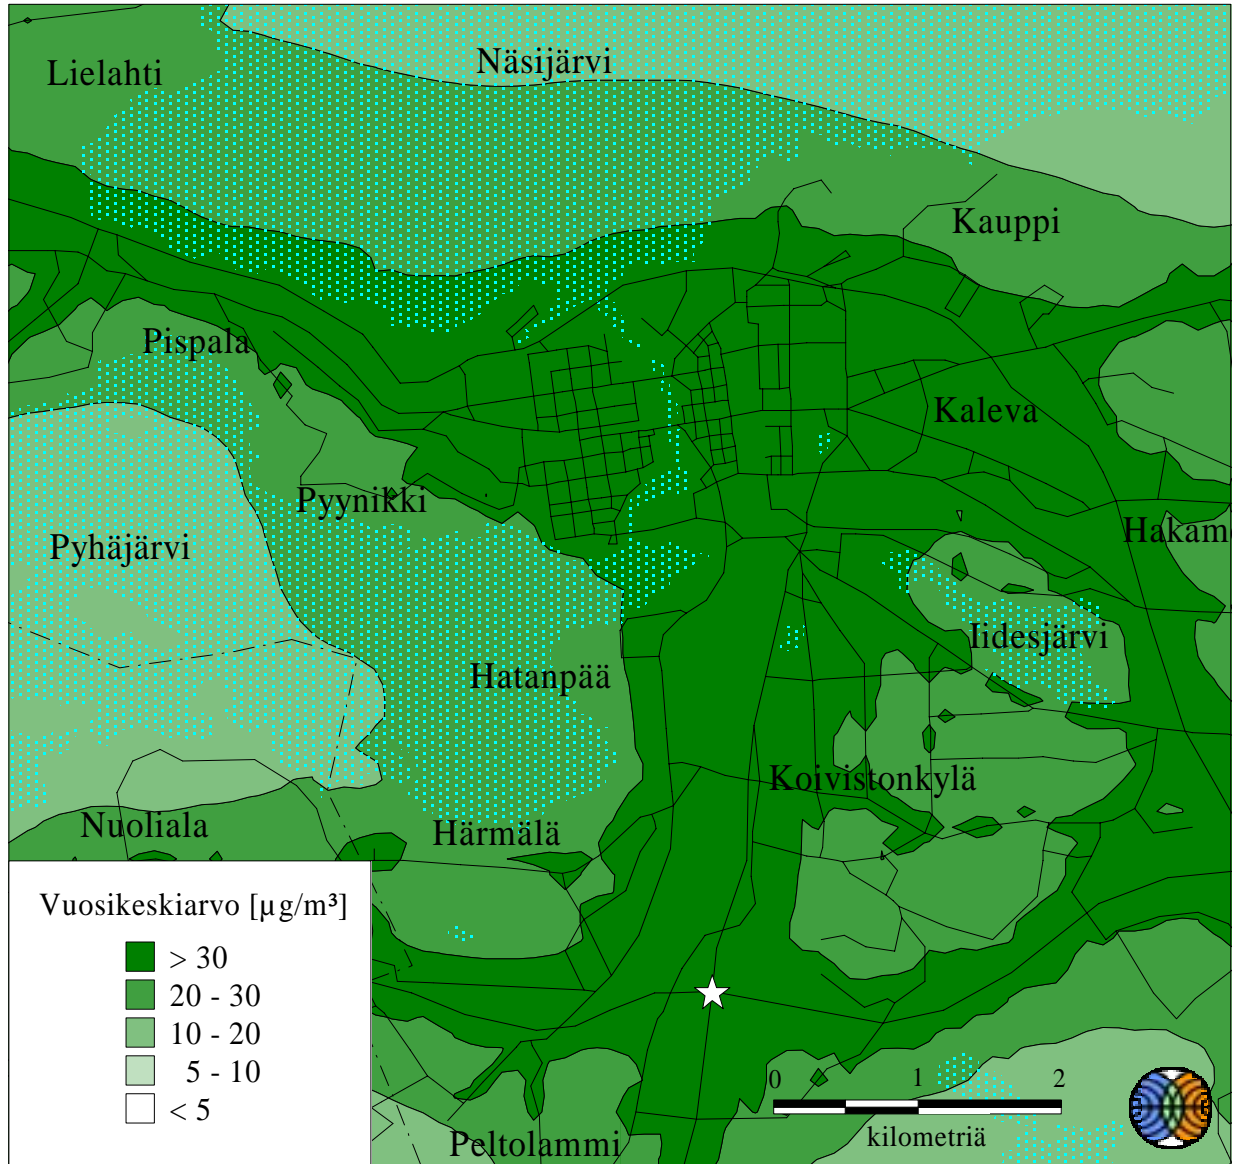 Lielahti
Näsijärvi
Kauppi
Pispala
Kaleva
Pyynikki
Pyhäjärvi
Iidesjärvi
Hatanpää
Koivistonkylä
Nuoliala
Härmälä
Vuosikeskiarvo [µg/m³]
> 30
20 - 30
10 - 20
5 - 10
< 5
0 1 2
kilometriä
Peltolammi